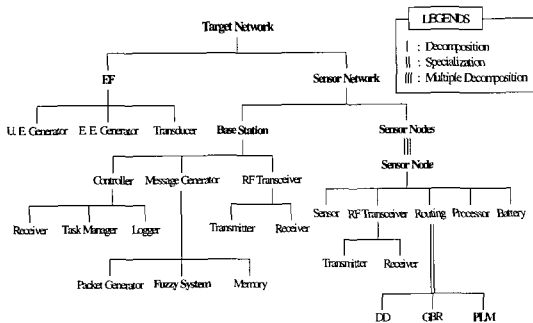 Target Network
LEGENDS
| : Decomposition
|| : Specialization
||| : Multiple Decomposition
EF
Sensor Network
U. E. Generator
E. E. Generator
Transducer
Base Station
Sensor Nodes
Sensor Node
Controller
Message Generator
RF Transceiver
Sensor
RF Transceiver
Routing
Processor
Battery
Receiver
Task Manager
Logger
Transmitter
Receiver
Transmitter
Receiver
Packet Generator
Fuzzy System
Memory
DD
GBR
PILM